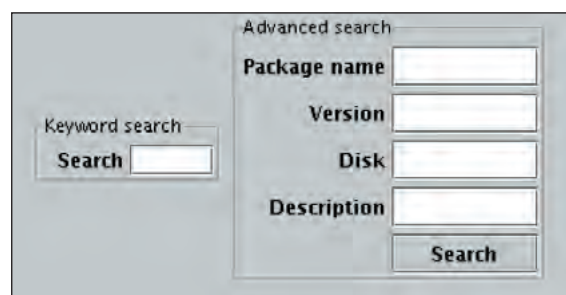 Keyword search
Search
Advanced search
Package name
Version
Disk
Description
Search